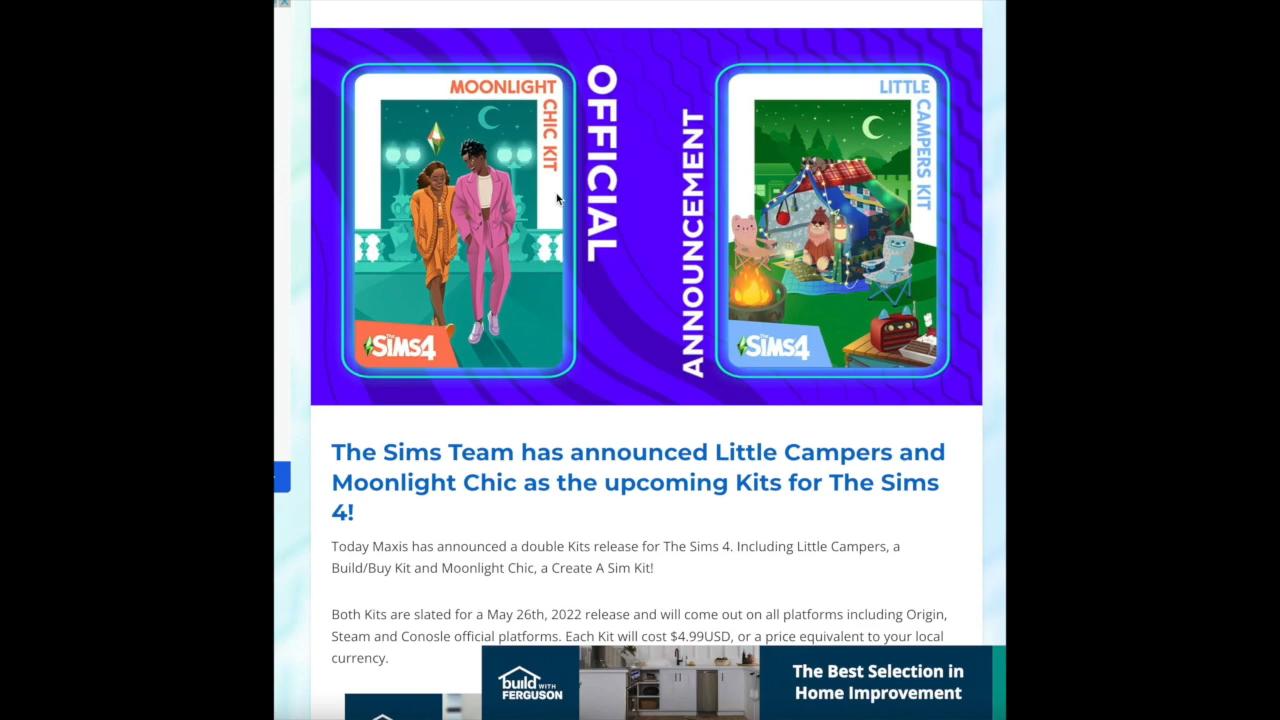 MOONLIGHT
CHIC KIT
THE
SIMS4
OFFICIAL
ANNOUNCEMENT
LITTLE
CAMPERS KIT
THE
SIMS4
The Sims Team has announced Little Campers and
Moonlight Chic as the upcoming Kits for The Sims
4!
Today Maxis has announced a double Kits release for The Sims 4. Including Little Campers, a
Build/Buy Kit and Moonlight Chic, a Create A Sim Kit!
Both Kits are slated for a May 26th, 2022 release and will come out on all platforms including Origin,
Steam and Conosle official platforms. Each Kit will cost $4.99USD, or a price equivalent to your local
currency.
build WITH
FERGUSON
The Best Selection in
Home Improvement